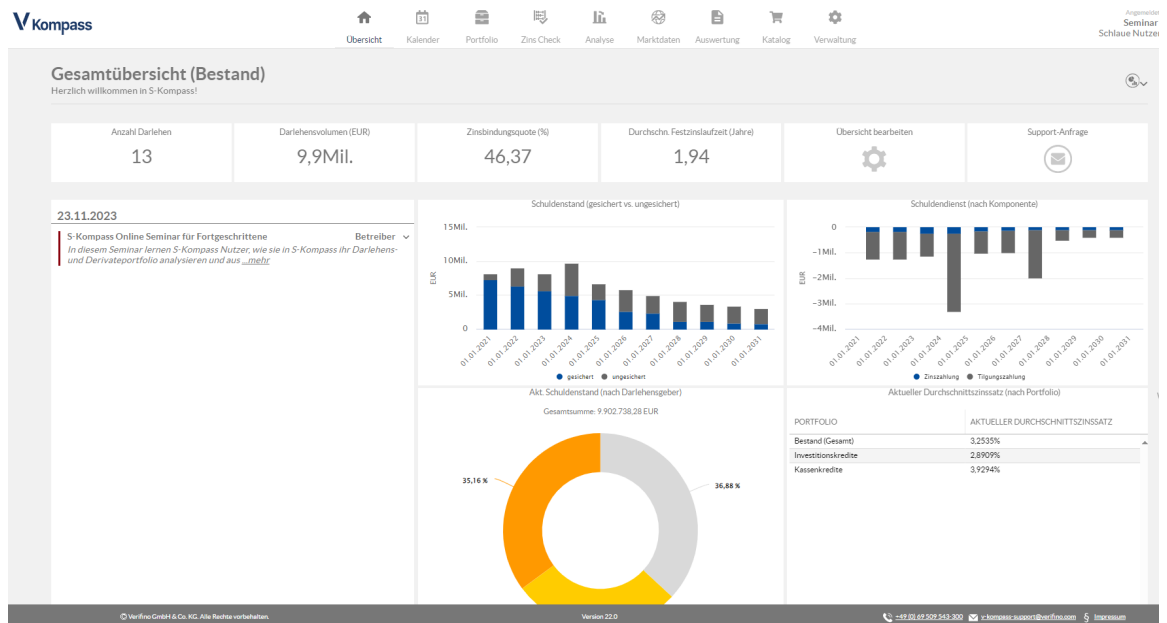 V Kompass
Übersicht
31
Kalender
Portfolio
Zins Check
Analyse
Marktdaten
Auswertung
Katalog
Verwaltung
Angemeldet
Seminar
Schlaue Nutzer
Gesamtübersicht (Bestand)
Herzlich willkommen in S-Kompass!
Anzahl Darlehen
13
Darlehensvolumen (EUR)
9,9Mil.
Zinsbindungsquote (%)
46,37
Durchschn. Festzinslaufzeit (Jahre)
1,94
Übersicht bearbeiten
Support-Anfrage
23.11.2023
S-Kompass Online Seminar für Fortgeschrittene Betreiber
In diesem Seminar lernen S-Kompass Nutzer, wie sie in S-Kompass ihr Darlehens-
und Derivateportfolio analysieren und aus ...mehr
Schuldenstand (gesichert vs. ungesichert)
15Mil.
10Mil.
5Mil.
0
EUR
01.01.2021 01.01.2022 01.01.2023 01.01.2024 01.01.2025 01.01.2026 01.01.2027 01.01.2028 01.01.2029 01.01.2030 01.01.2031
gesichert ungesichert
Schuldendienst (nach Komponente)
0
-1Mil.
-2Mil.
-3Mil.
-4Mil.
EUR
01.01.2021 01.01.2022 01.01.2023 01.01.2024 01.01.2025 01.01.2026 01.01.2027 01.01.2028 01.01.2029 01.01.2030 01.01.2031
Zinszahlung Tilgungszahlung
Akt. Schuldenstand (nach Darlehensgeber)
Gesamtsumme: 9.902.738,28 EUR
35,16 %
36,88 %
Aktueller Durchschnittszinssatz (nach Portfolio)
PORTFOLIO AKTUELLER DURCHSCHNITTSZINSSATZ
Bestand (Gesamt) 3,2535%
Investitionskredite 2,8909%
Kassenkredite 3,9294%
© Verifino GmbH & Co. KG. Alle Rechte vorbehalten.
Version 22.0
+49 (0) 69 509 543-300 v-kompass-support@verifino.com § Impressum